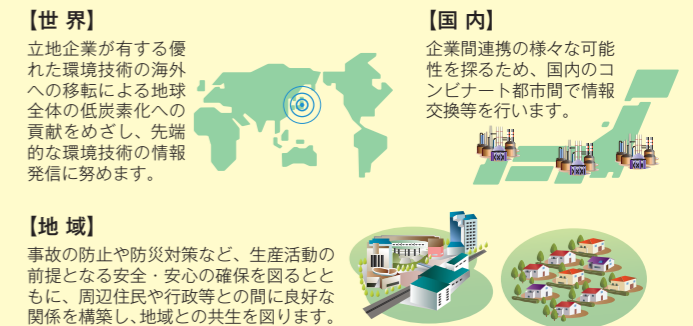 【世 界】
立地企業が有する優
れた環境技術の海外
への移転による地球
全体の低炭素化への
貢献をめざし、先端
的な環境技術の情報
発信に努めます。
【国 内】
企業間連携の様々な可能
性を探るため、国内のコ
ンビナート都市間で情報
交換等を行います。
【地 域】
事故の防止や防災対策など、生産活動の
前提となる安全・安心の確保を図るとと
もに、周辺住民や行政等との間に良好な
関係を構築し、地域との共生を図ります。